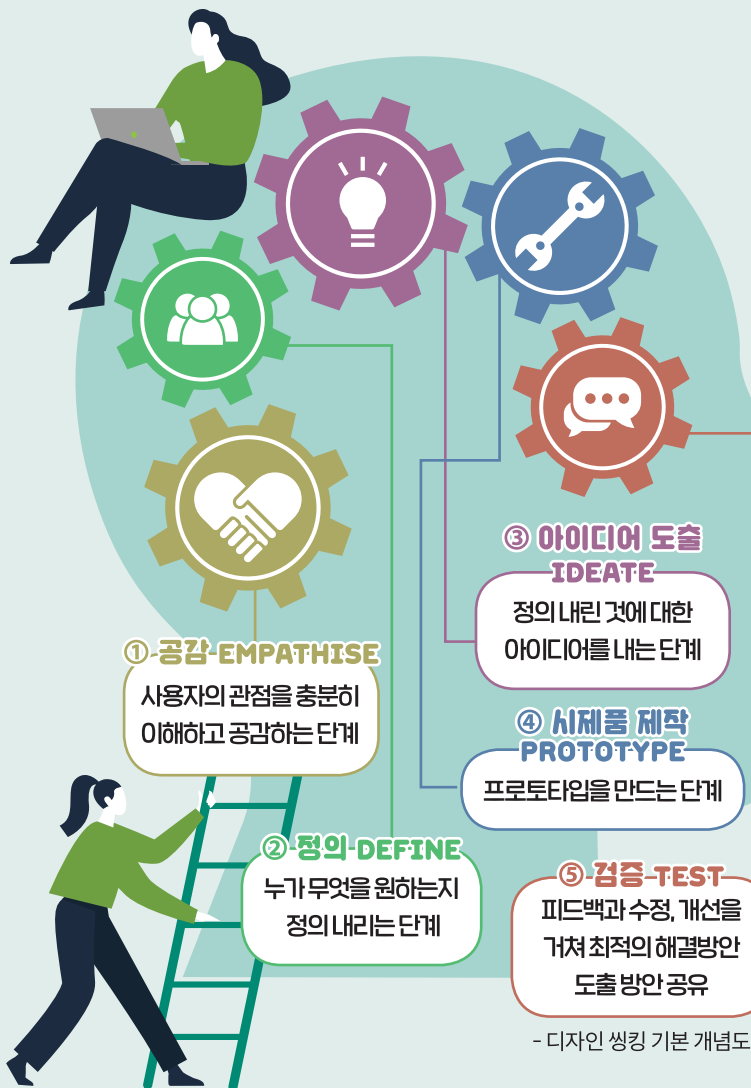 ① 공감 EMPATHISE
사용자의 관점을 충분히
이해하고 공감하는 단계
② 정의 DEFINE
누가 무엇을 원하는지
정의 내리는 단계
③ 아이디어 도출
IDEATE
정의 내린 것에 대한
아이디어를 내는 단계
④ 시제품 제작
PROTOTYPE
프로토타입을 만드는 단계
⑤ 검증 TEST
피드백과 수정, 개선을
거쳐 최적의 해결방안
도출 방안 공유
- 디자인 씽킹 기본 개념도